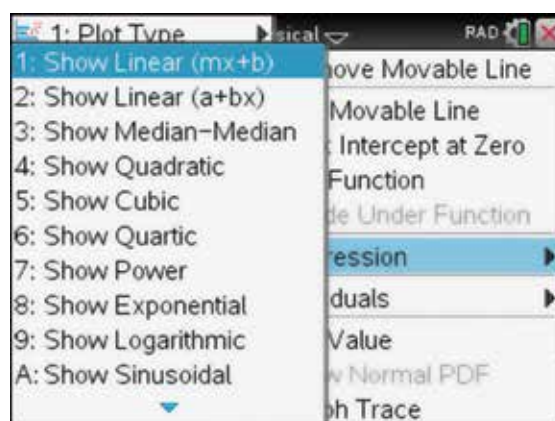 1: Plot Type sical RAD
1: Show Linear (mx+b)
2: Show Linear (a+bx)
3: Show Median-Median
4: Show Quadratic
5: Show Cubic
6: Show Quartic
7: Show Power
8: Show Exponential
9: Show Logarithmic
A: Show Sinusoidal
ove Movable Line
Movable Line
Intercept at Zero
Function
de Under Function
ression
duals
Value
Normal PDF
ph Trace